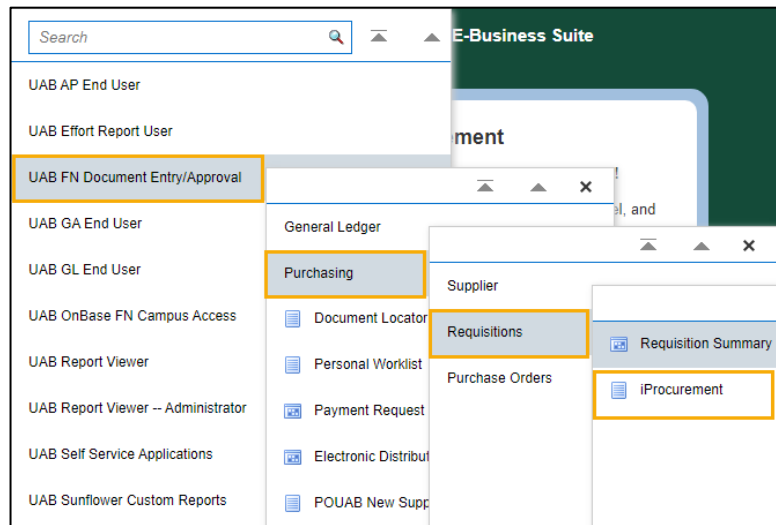 Search
E-Business Suite
UAB AP End User
UAB Effort Report User
UAB FN Document Entry/Approval
UAB GA End User
UAB GL End User
UAB OnBase FN Campus Access
UAB Report Viewer
UAB Report Viewer -- Administrator
UAB Self Service Applications
UAB Sunflower Custom Reports
ment
!
el, and
General Ledger
Purchasing
Document Locator
Personal Worklist
Payment Request
Electronic Distribut
POUAB New Supp
Supplier
Requisitions
Purchase Orders
Requisition Summary
iProcurement